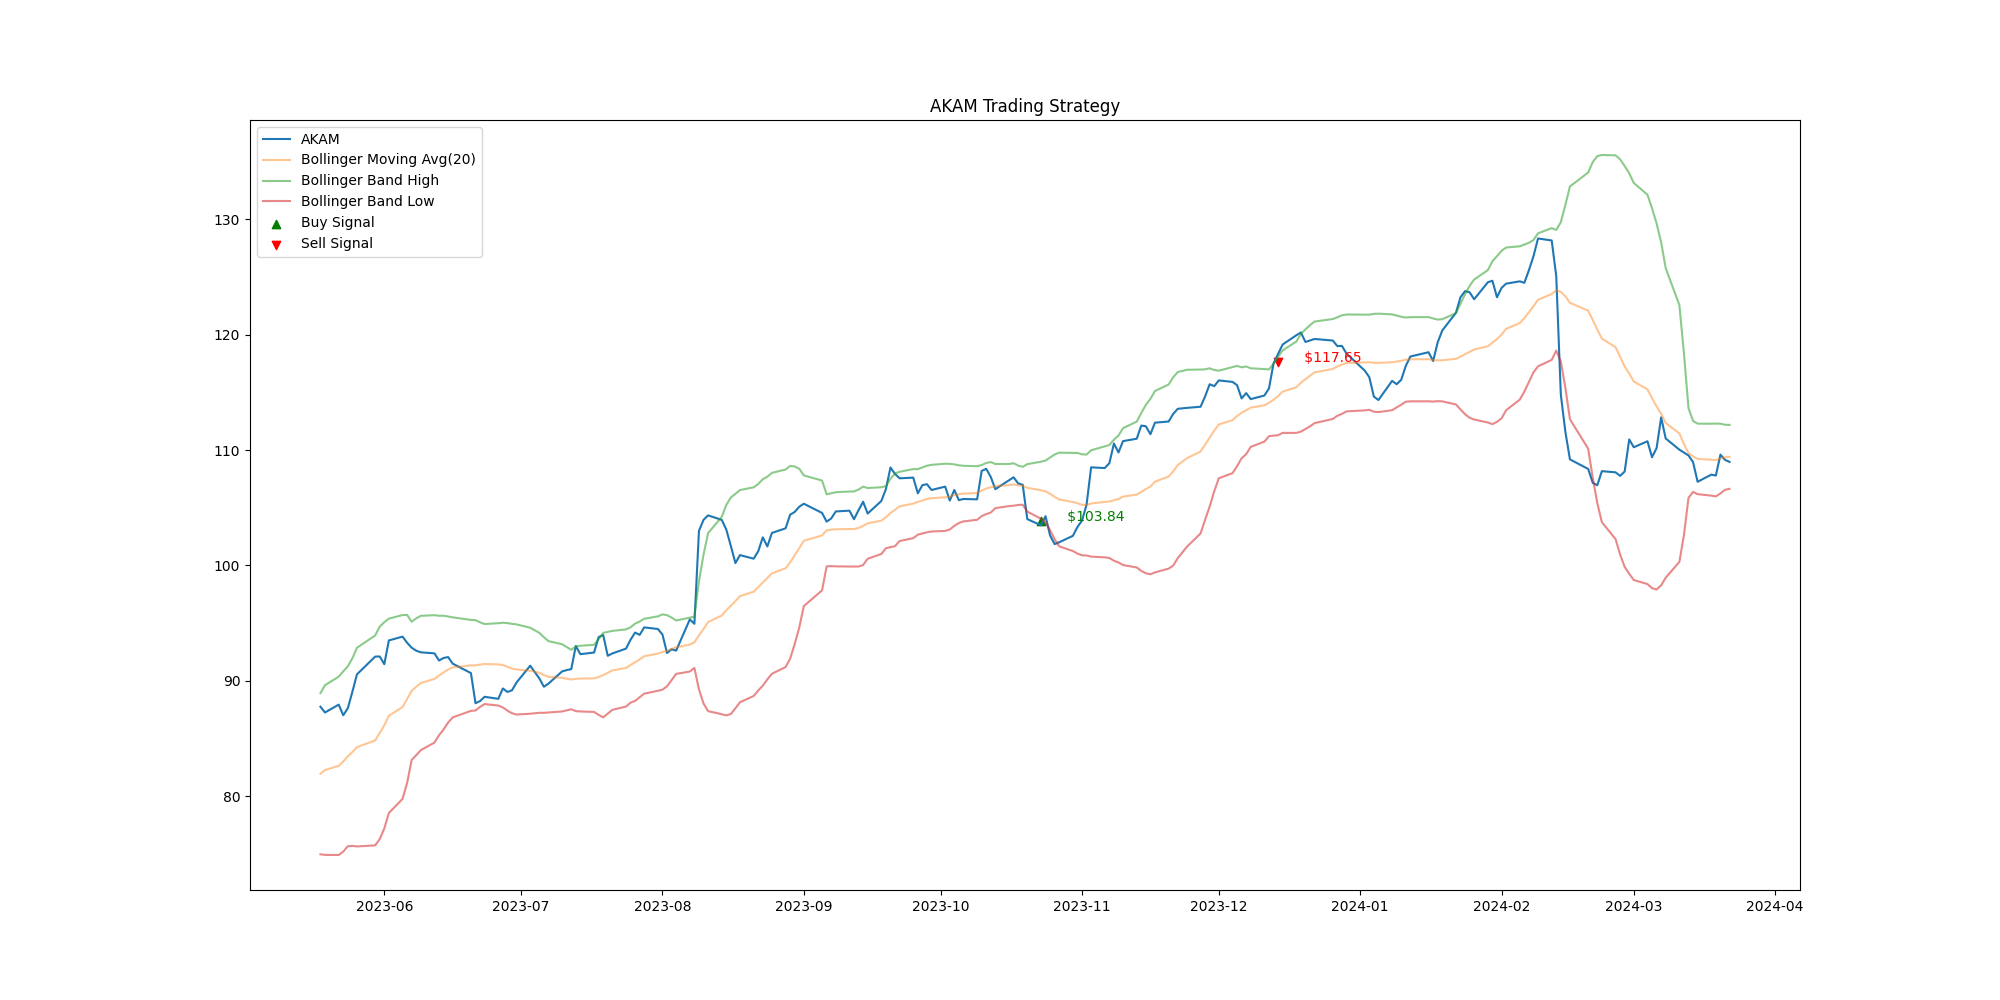 AKAM Trading Strategy
AKAM
Bollinger Moving Avg(20)
Bollinger Band High
Bollinger Band Low
Buy Signal
Sell Signal
130
120
110
100
90
80
$117.65
$103.84
2023-06 2023-07 2023-08 2023-09 2023-10 2023-11 2023-12 2024-01 2024-02 2024-03 2024-04